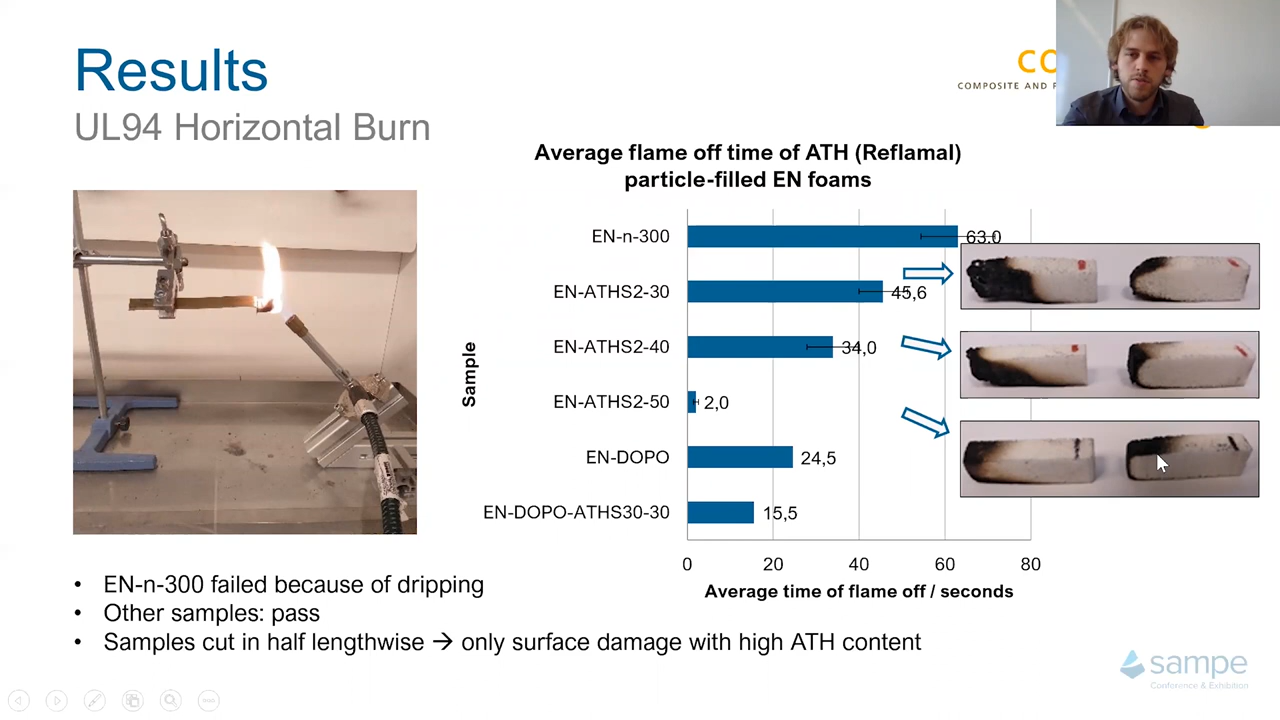 Results
UL94 Horizontal Burn
CO
COMPOSITE AND
Average flame off time of ATH (Reflamal)
particle-filled EN foams
EN-n-300
63.0
EN-ATHS2-30
45,6
EN-ATHS2-40
34,0
EN-ATHS2-50
2,0
EN-DOPO
24,5
EN-DOPO-ATHS30-30
15,5
Sample
0 20 40 60 80
Average time of flame off / seconds
• EN-n-300 failed because of dripping
• Other samples: pass
• Samples cut in half lengthwise → only surface damage with high ATH content
sampe
Conference & Exhibition